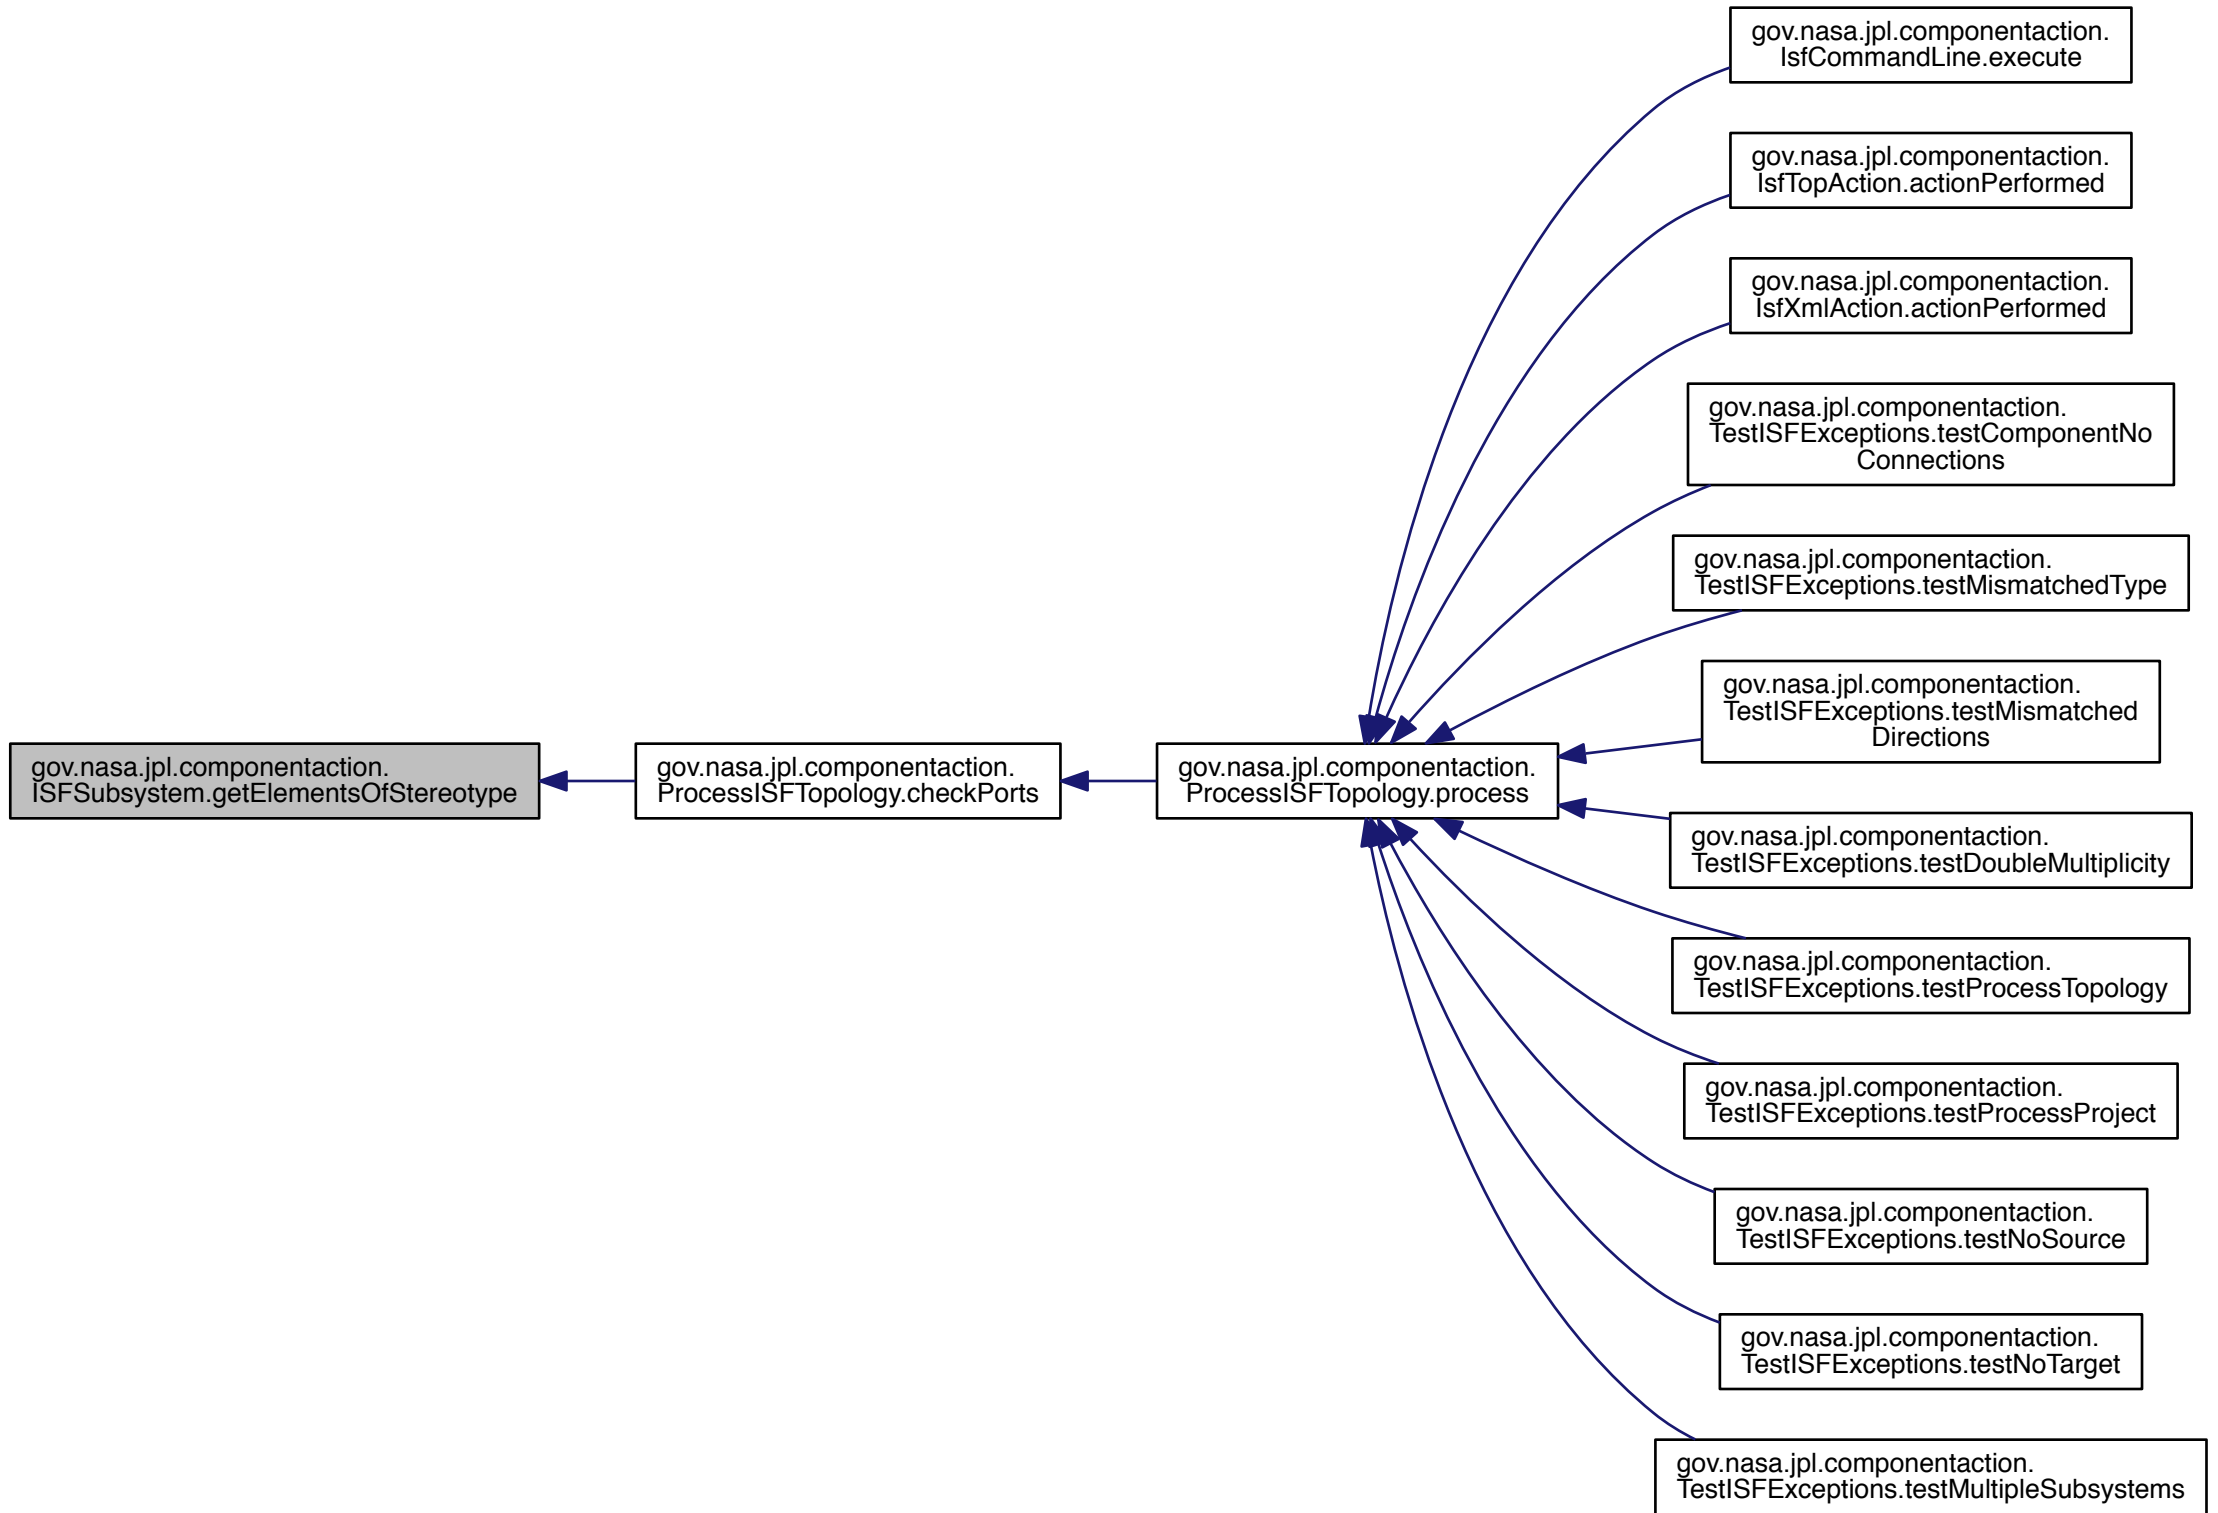 gov.nasa.jpl.componentaction.
IsfCommandLine.execute
gov.nasa.jpl.componentaction.
IsfTopAction.actionPerformed
gov.nasa.jpl.componentaction.
IsfXmlAction.actionPerformed
gov.nasa.jpl.componentaction.
TestISFExceptions.testComponentNo
Connections
gov.nasa.jpl.componentaction.
TestISFExceptions.testMismatchedType
gov.nasa.jpl.componentaction.
TestISFExceptions.testMismatched
Directions
gov.nasa.jpl.componentaction.
ISFSubsystem.getElementsOfStereotype
gov.nasa.jpl.componentaction.
ProcessISFTopology.checkPorts
gov.nasa.jpl.componentaction.
ProcessISFTopology.process
gov.nasa.jpl.componentaction.
TestISFExceptions.testDoubleMultiplicity
gov.nasa.jpl.componentaction.
TestISFExceptions.testProcessTopology
gov.nasa.jpl.componentaction.
TestISFExceptions.testProcessProject
gov.nasa.jpl.componentaction.
TestISFExceptions.testNoSource
gov.nasa.jpl.componentaction.
TestISFExceptions.testNoTarget
gov.nasa.jpl.componentaction.
TestISFExceptions.testMultipleSubsystems